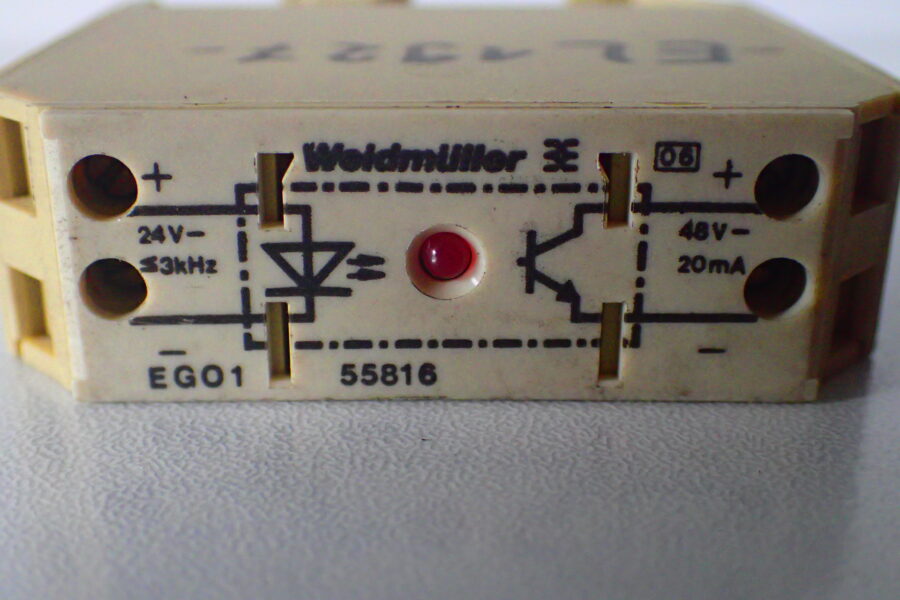 Weidmüller
06
+ +
24V– 48V–
≤3kHz 20mA
– –
EGO1 55816